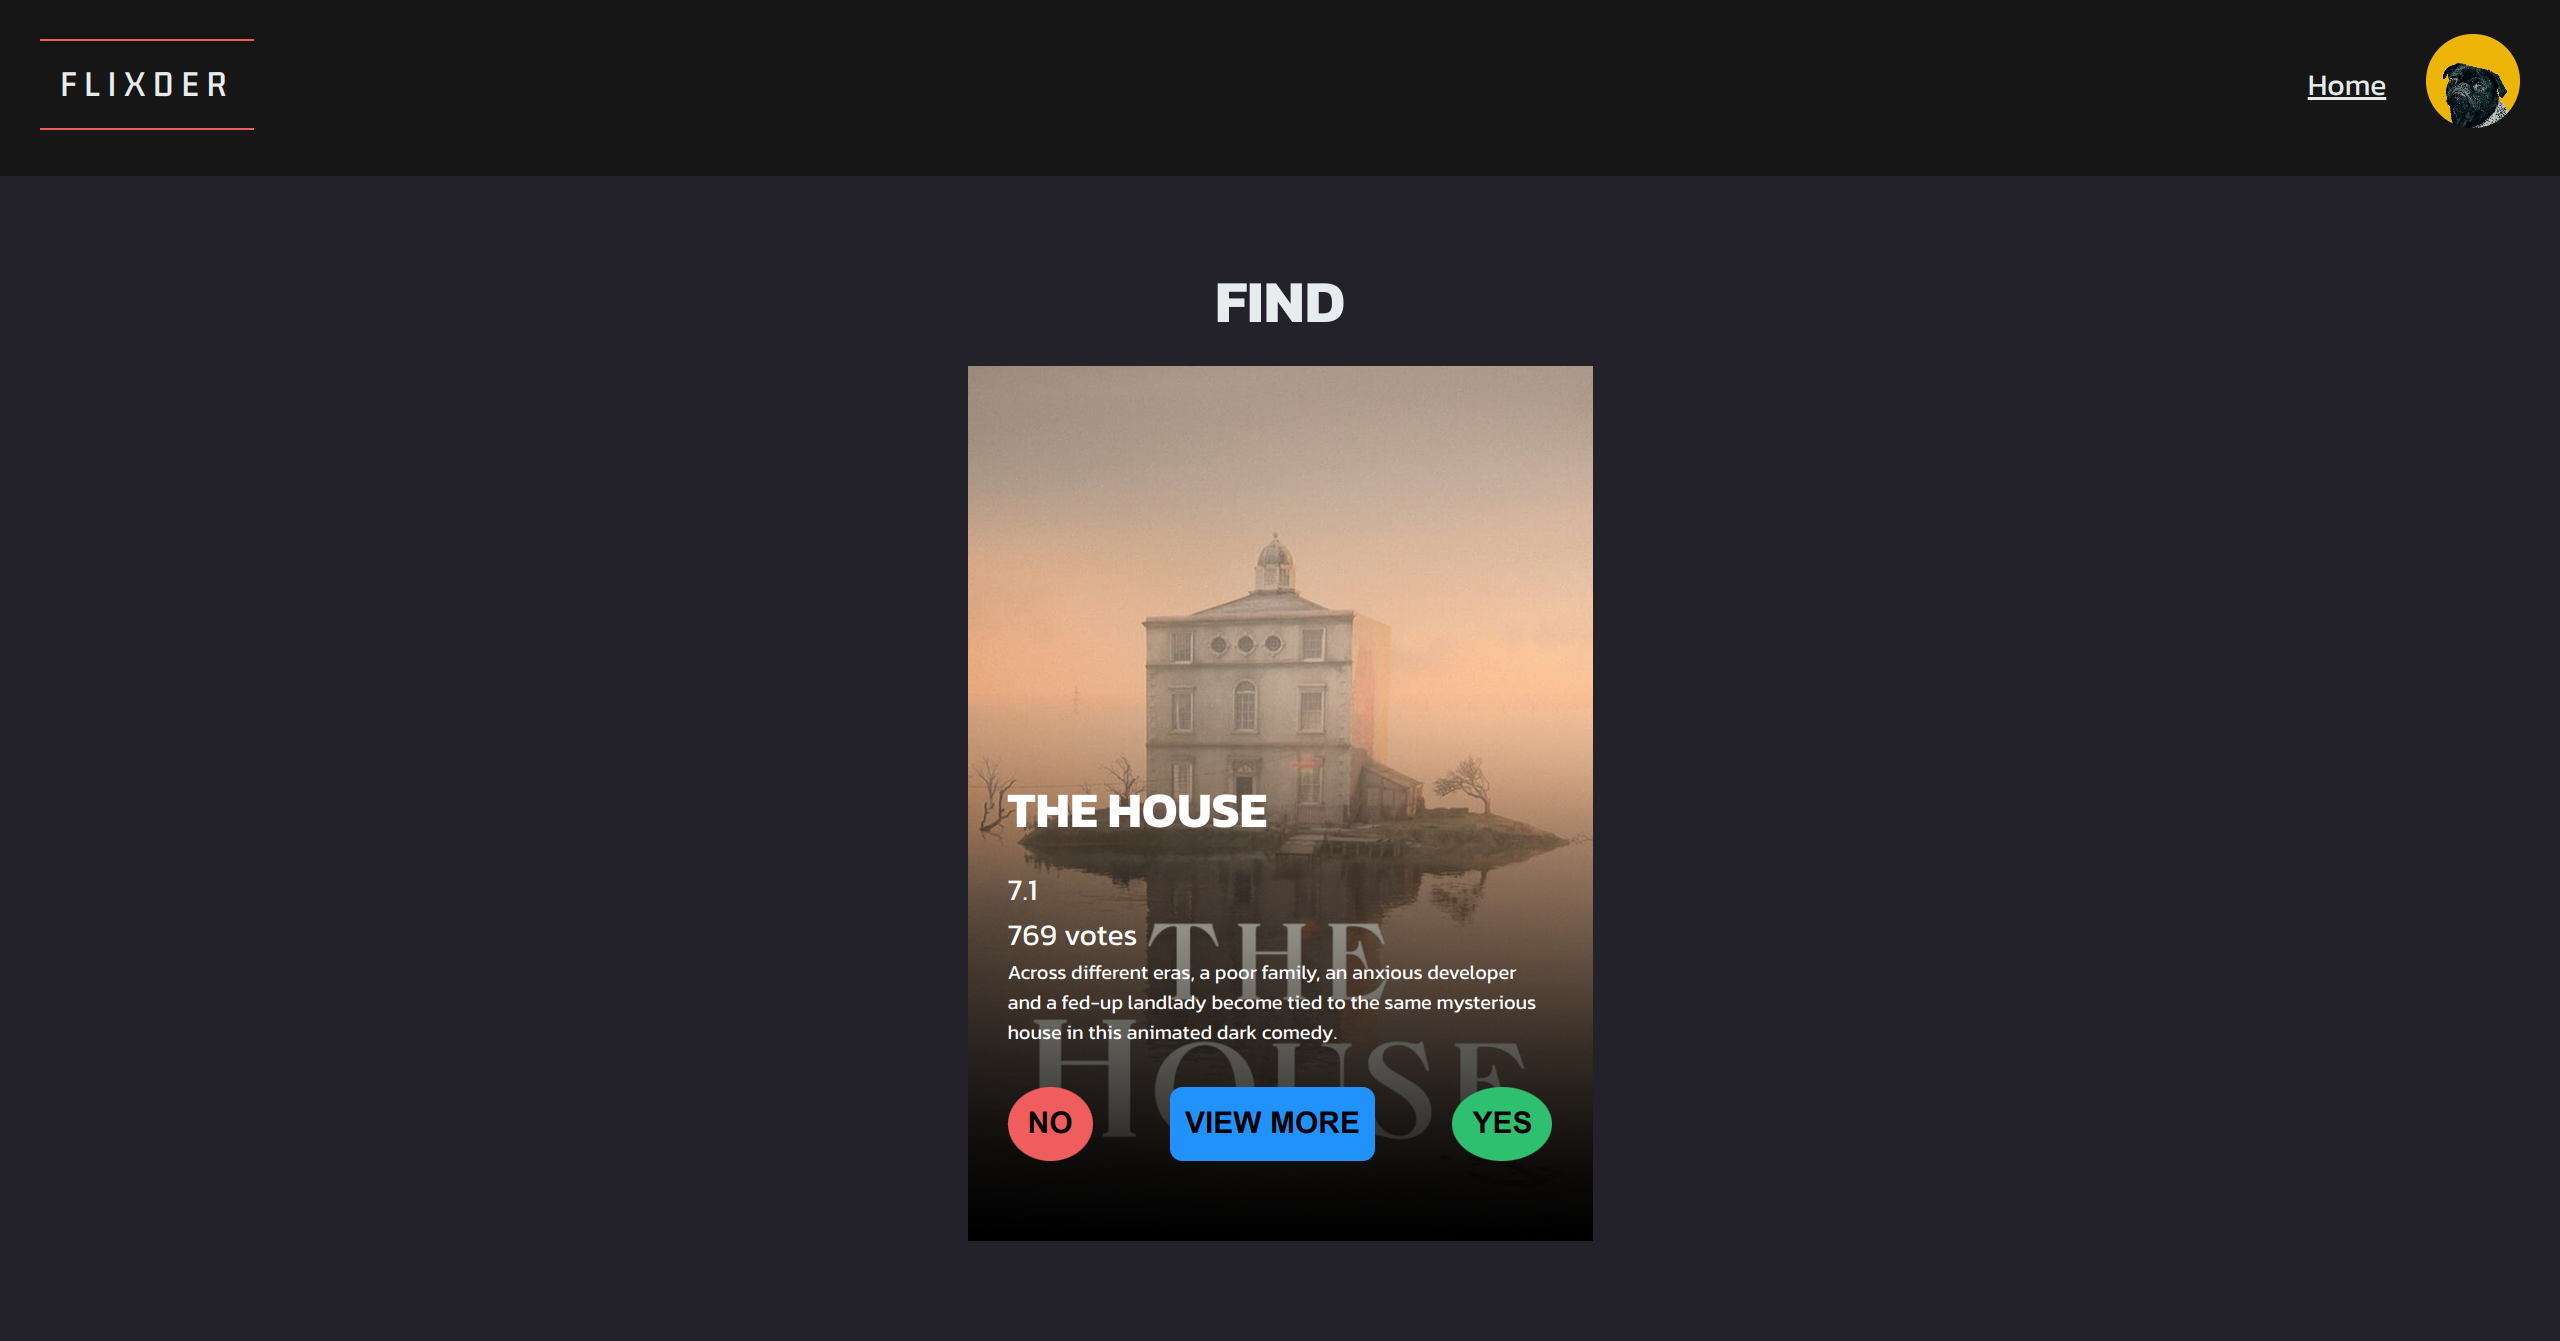 FLIXDER
Home
FIND
THE HOUSE
7.1
769 votes
THE
Across different eras, a poor family, an anxious developer
and a fed-up landlady become tied to the same mysterious
house in this animated dark comedy.
HOUSE
NO
VIEW MORE
YES